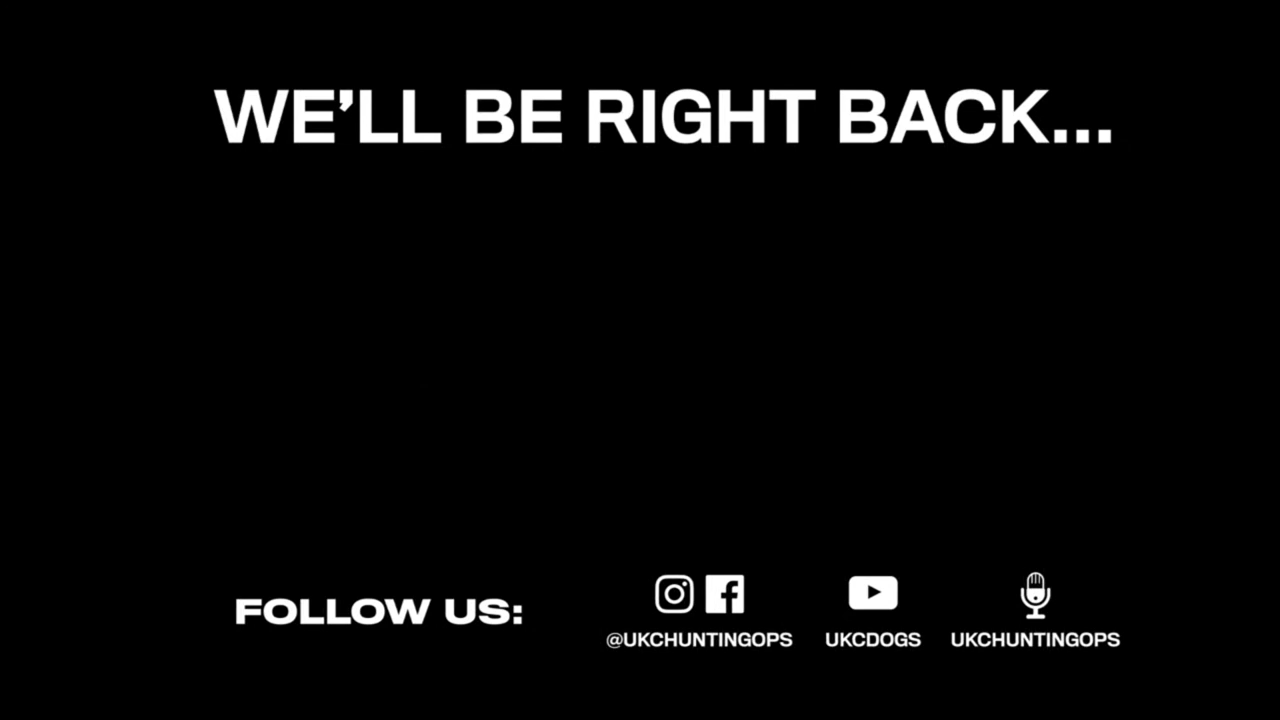 WE’LL BE RIGHT BACK...
FOLLOW US:
@UKCHUNTINGOPS
UKCDOGS
UKCHUNTINGOPS